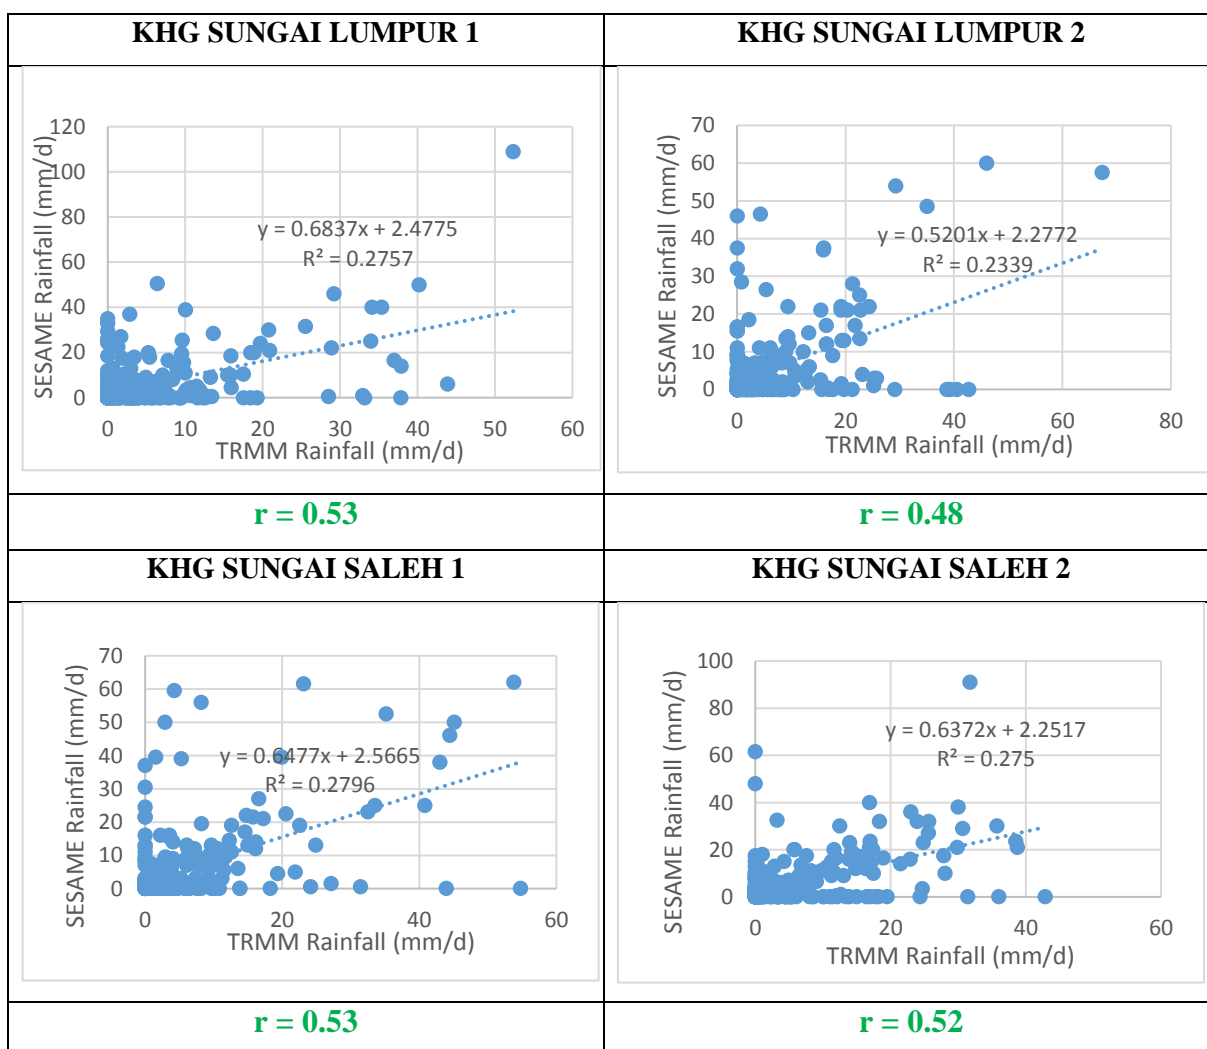 KHG SUNGAI LUMPUR 1
KHG SUNGAI LUMPUR 2
SESAME Rainfall (mm/d)
120
100
80
60
40
20
0
y = 0.6837x + 2.4775
R² = 0.2757
0 10 20 30 40 50 60
TRMM Rainfall (mm/d)
SESAME Rainfall (mm/d)
70
60
50
40
30
20
10
0
y = 0.5201x + 2.2772
R² = 0.2339
0 20 40 60 80
TRMM Rainfall (mm/d)
r = 0.53
r = 0.48
KHG SUNGAI SALEH 1
KHG SUNGAI SALEH 2
SESAME Rainfall (mm/d)
70
60
50
40
30
20
10
0
y = 0.6477x + 2.5665
R² = 0.2796
0 20 40 60
TRMM Rainfall (mm/d)
SESAME Rainfall (mm/d)
100
80
60
40
20
0
y = 0.6372x + 2.2517
R² = 0.275
0 20 40 60
TRMM Rainfall (mm/d)
r = 0.53
r = 0.52